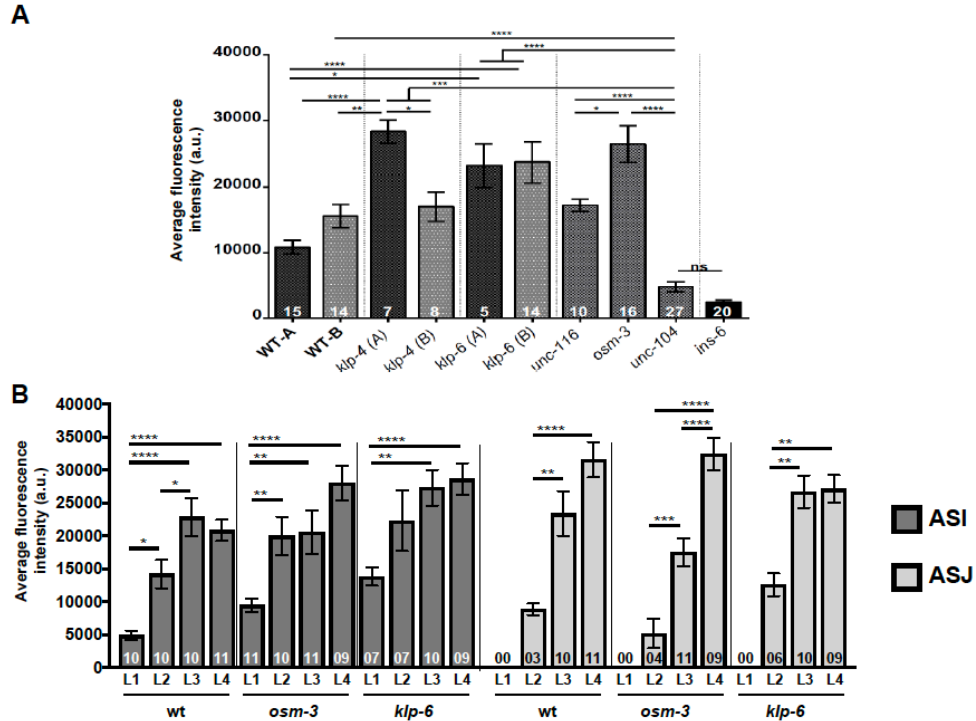 A
Average fluorescence
intensity (a.u.)
40000
30000
20000
10000
0
****
****
****
*
***
****
****
**
*
*
****
ns
15 14 7 8 5 14 10 16 27 20
WT-A WT-B klp-4 (A) klp-4 (B) klp-6 (A) klp-6 (B) unc-116 osm-3 unc-104 ins-6
B
Average fluorescence
intensity (a.u.)
40000
35000
30000
25000
20000
15000
10000
5000
0
**** **** **** **** **** **
**** ** ** ** **** **
* ** ***
*
10 10 10 11 11 10 11 09 07 07 10 09 00 03 10 11 00 04 11 09 00 06 10 09
L1 L2 L3 L4 L1 L2 L3 L4 L1 L2 L3 L4 L1 L2 L3 L4 L1 L2 L3 L4 L1 L2 L3 L4
wt osm-3 klp-6 wt osm-3 klp-6
ASI
ASJ